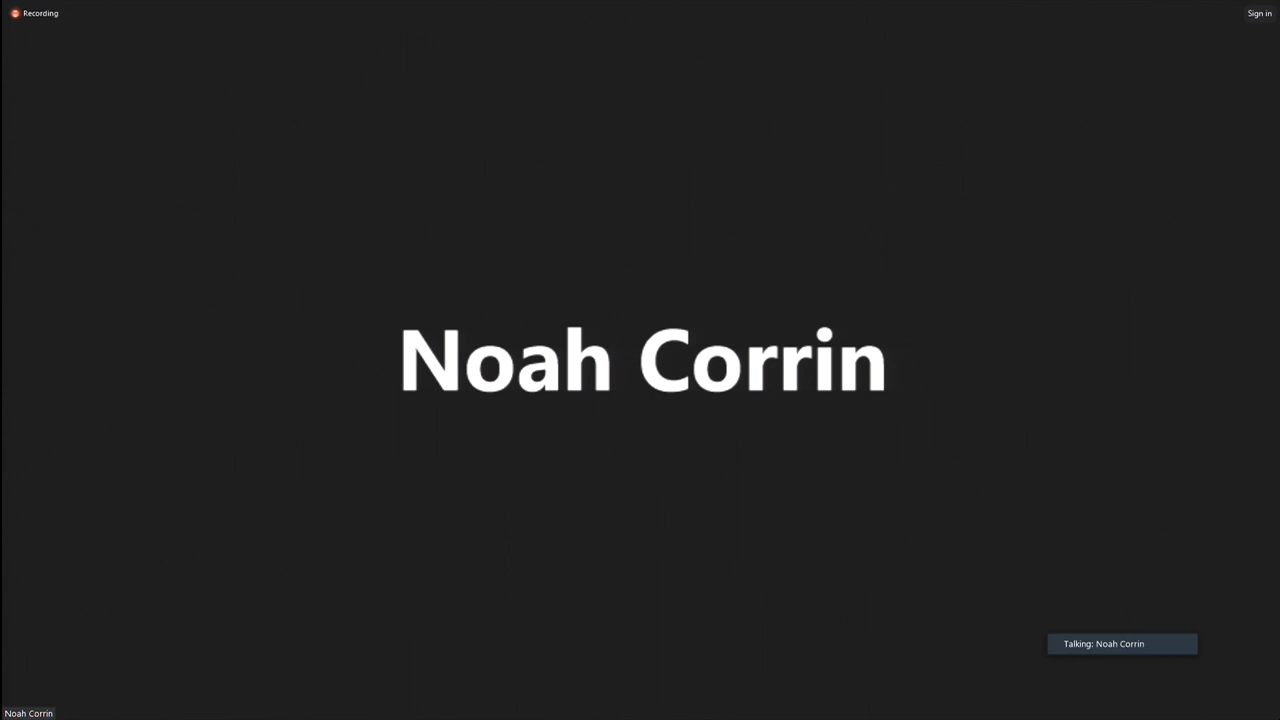 Recording
Sign in
Noah Corrin
Talking: Noah Corrin
Noah Corrin